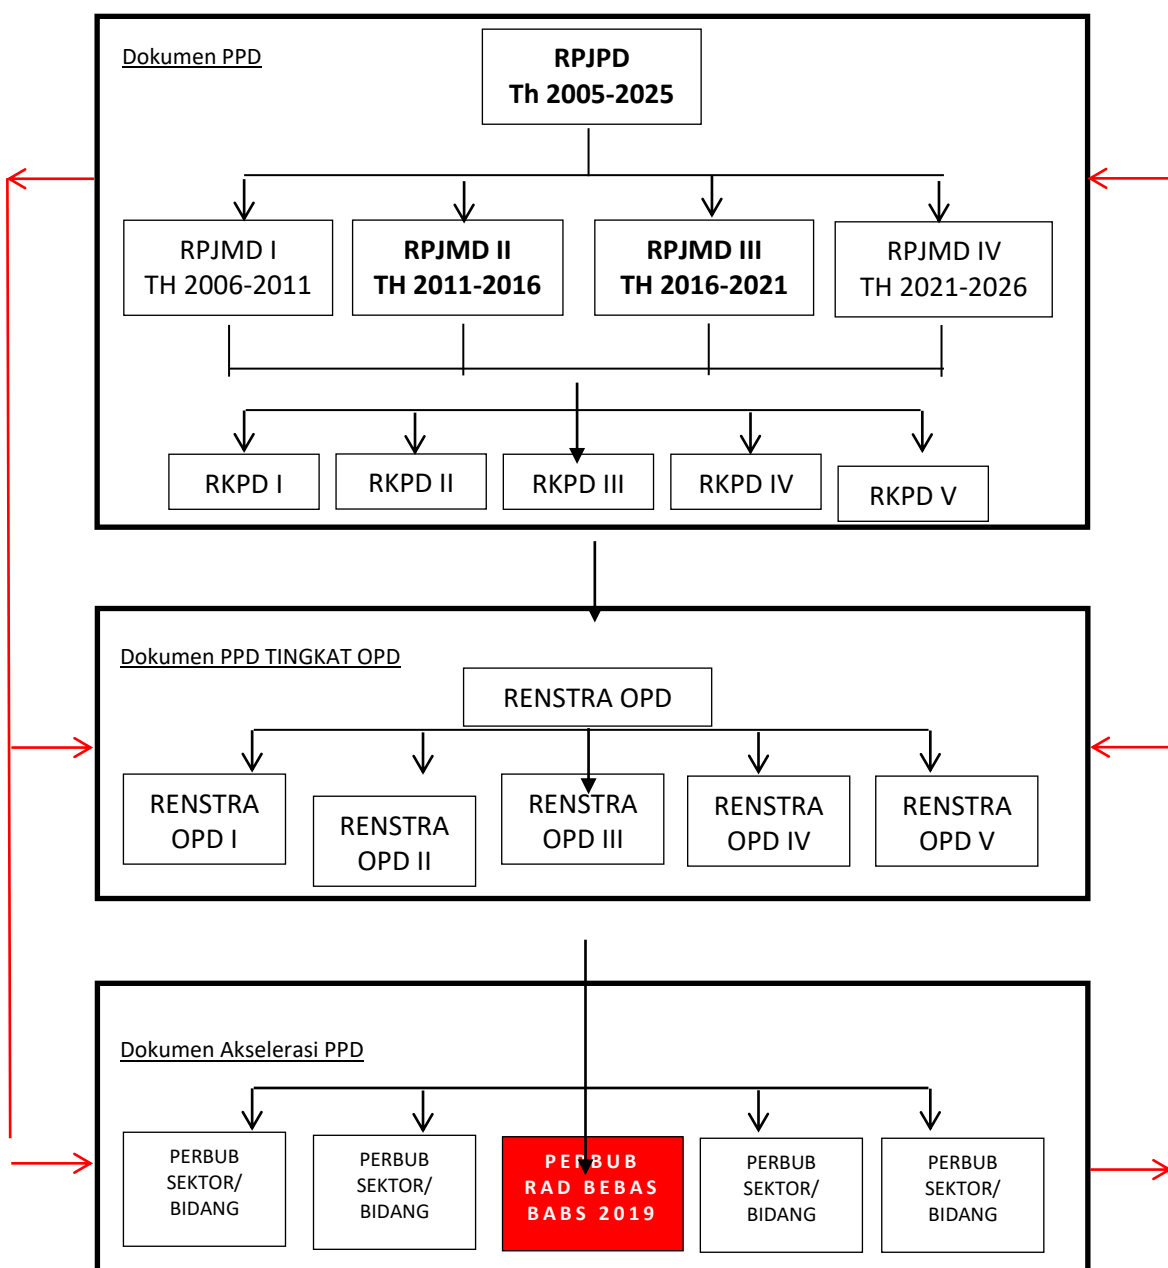 Dokumen PPD
RPJPD
Th 2005-2025
RPJMD I
TH 2006-2011
RPJMD II
TH 2011-2016
RPJMD III
TH 2016-2021
RPJMD IV
TH 2021-2026
RKPD I
RKPD II
RKPD III
RKPD IV
RKPD V
Dokumen PPD TINGKAT OPD
RENSTRA OPD
RENSTRA
OPD I
RENSTRA
OPD II
RENSTRA
OPD III
RENSTRA
OPD IV
RENSTRA
OPD V
Dokumen Akselerasi PPD
PERBUB
SEKTOR/
BIDANG
PERBUB
SEKTOR/
BIDANG
PERBUB
RAD BEBAS
BABS 2019
PERBUB
SEKTOR/
BIDANG
PERBUB
SEKTOR/
BIDANG